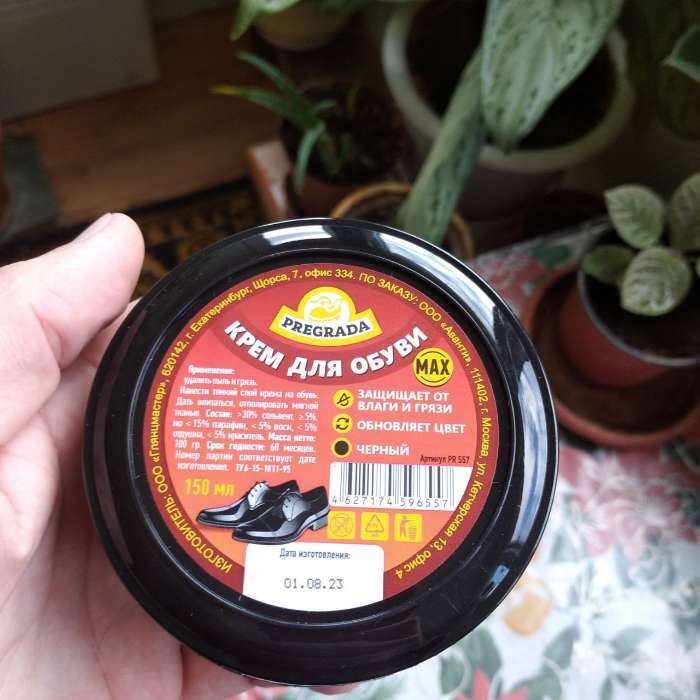 ИЗГОТОВИТЕЛЬ: ООО «Глянцмастер», 620142, г. Екатеринбург, Щорса, 7, офис 334. ПО ЗАКАЗУ: ООО «Аванти», 111402, г. Москва, ул. Кетчерская 13, офис 4
PREGRADA
КРЕМ ДЛЯ ОБУВИ
MAX
Применение:
удалить пыль и грязь.
Нанести тонкий слой крема на обувь.
Дать впитаться, отполировать мягкой
тканью. Состав: >30% сольвент, ≥5%,
но <15% парафин, <5% воск, <5%
отдушка, <5% краситель. Масса нетто:
100 гр. Срок годности: 60 месяцев.
Номер партии соответствует дате
изготовления. ТУ6-15-1811-95
ЗАЩИЩАЕТ ОТ
ВЛАГИ И ГРЯЗИ
ОБНОВЛЯЕТ ЦВЕТ
ЧЕРНЫЙ
Артикул PR 557
4 627174 596557
150 мл
Дата изготовления:
01.08.23